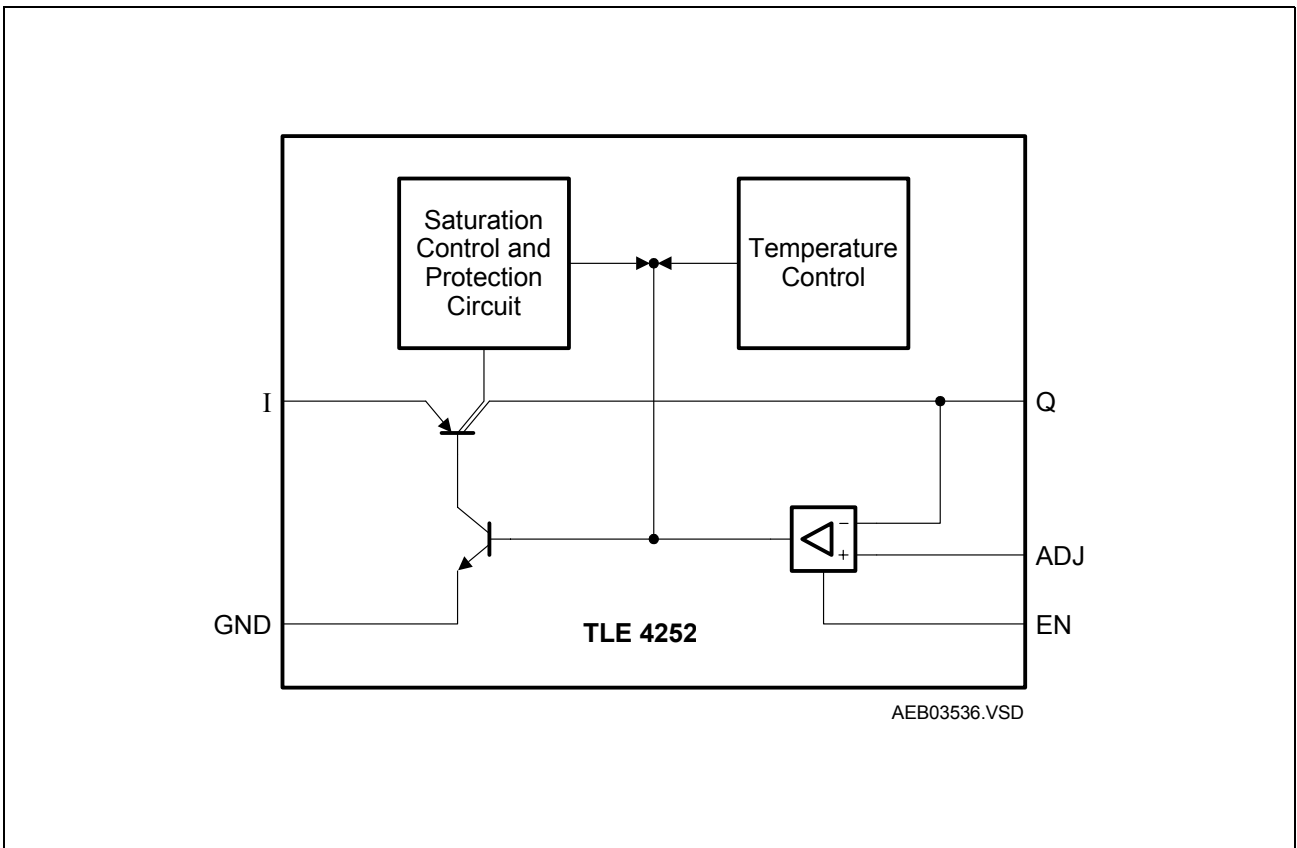 Saturation
Control and
Protection
Circuit
Temperature
Control
I
Q
−
+
ADJ
GND
EN
TLE 4252
AEB03536.VSD